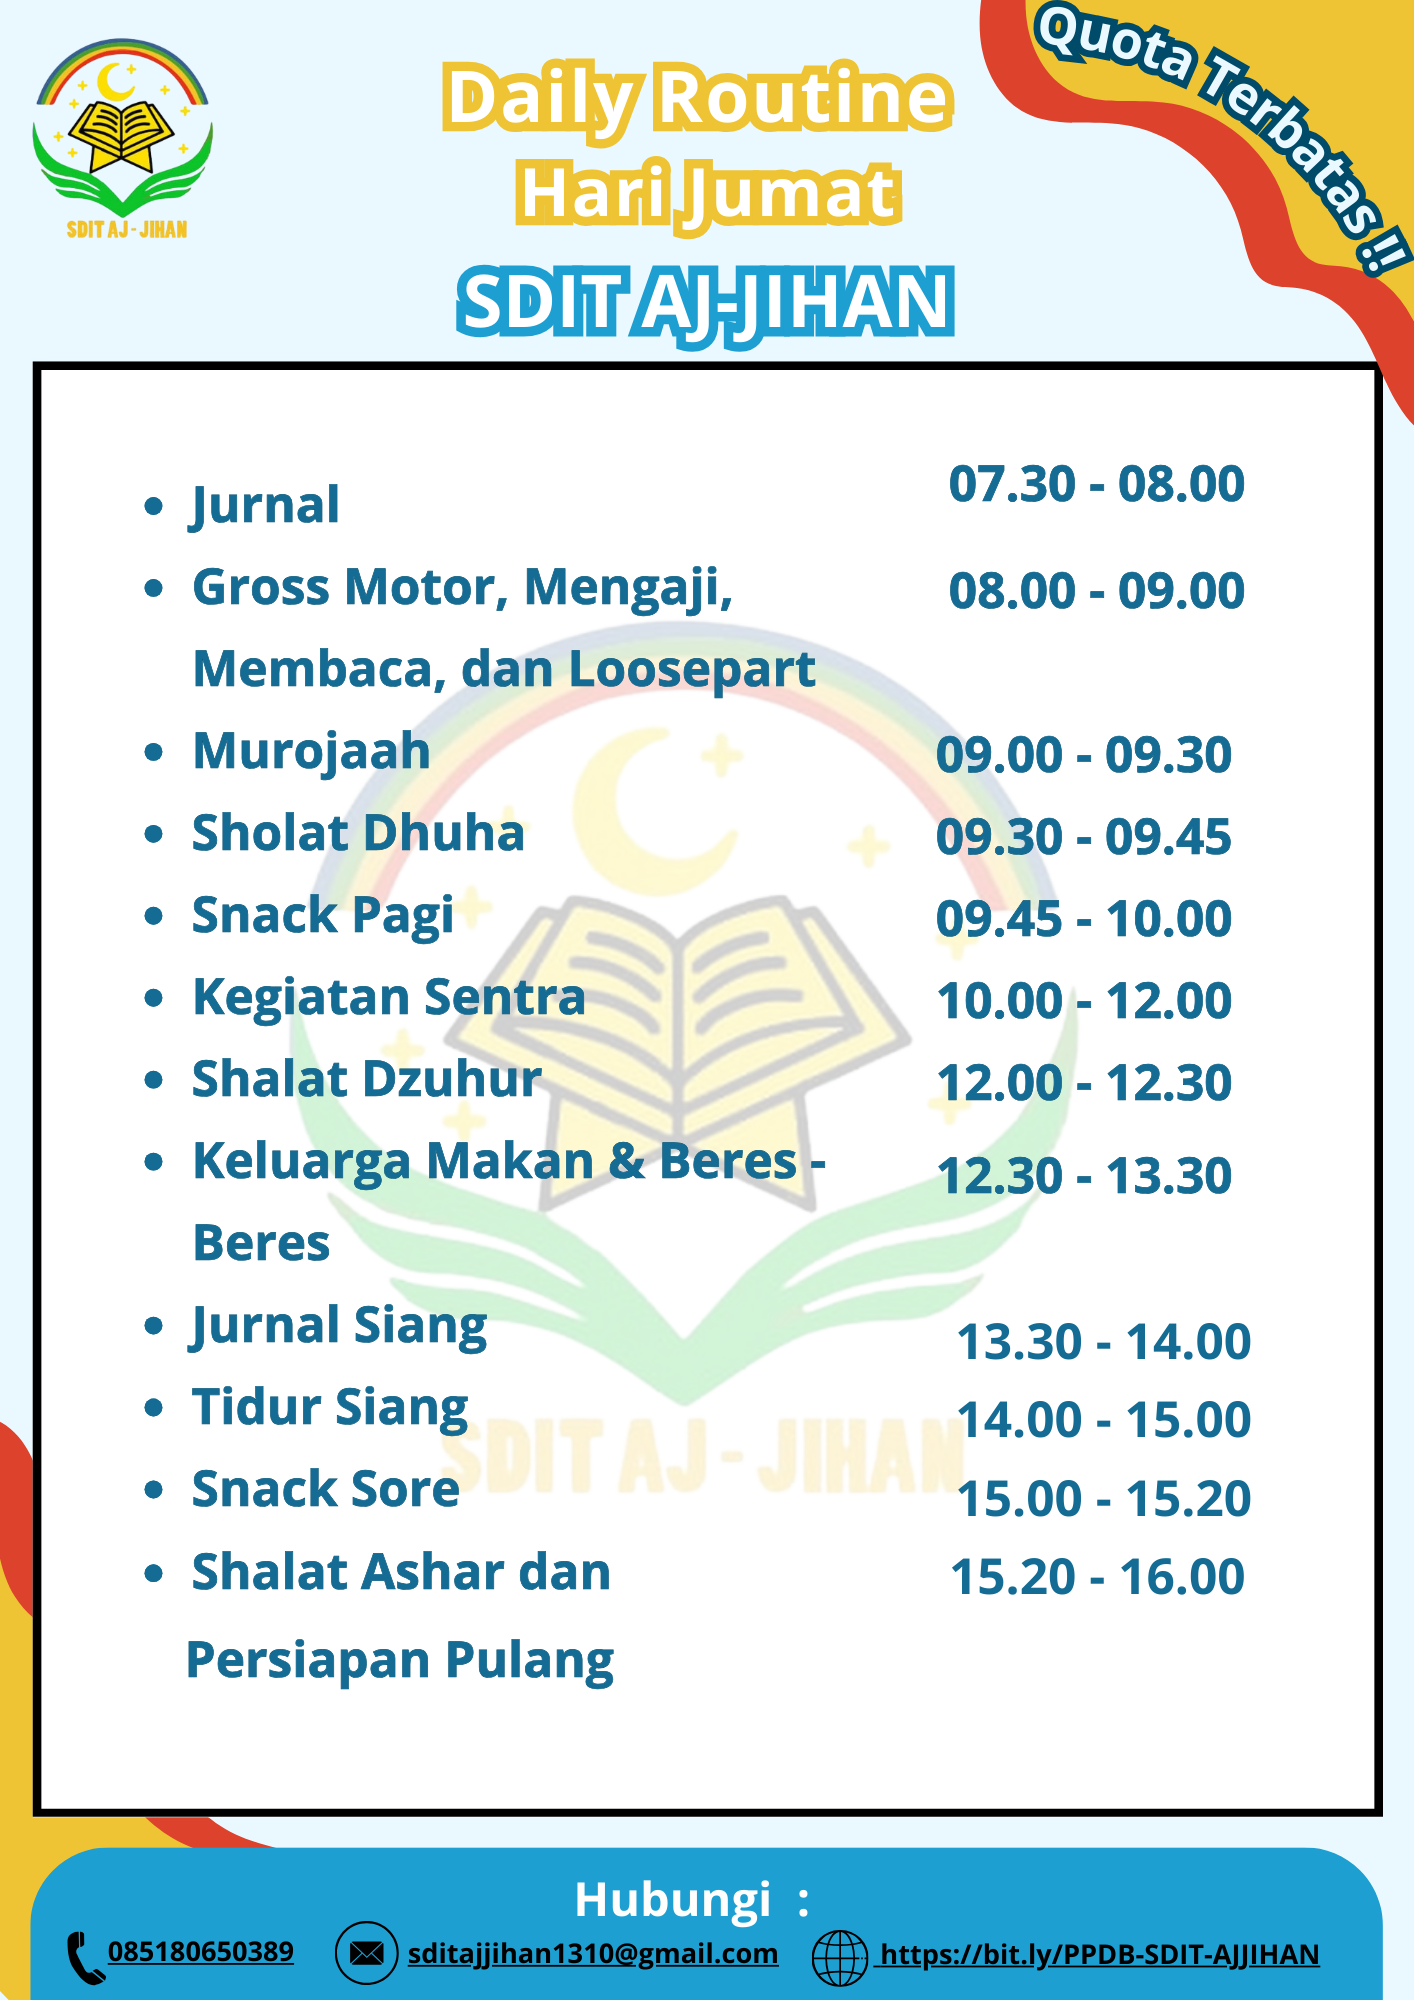 SDIT AJ - JIHAN
Daily Routine
Hari Jumat
SDIT AJ-JIHAN
Quota Terbatas !!
Jurnal 07.30 - 08.00
Gross Motor, Mengaji, 08.00 - 09.00
Membaca, dan Loosepart
Murojaah 09.00 - 09.30
Sholat Dhuha 09.30 - 09.45
Snack Pagi 09.45 - 10.00
Kegiatan Sentra 10.00 - 12.00
Shalat Dzuhur 12.00 - 12.30
Keluarga Makan & Beres - 12.30 - 13.30
Beres
Jurnal Siang 13.30 - 14.00
Tidur Siang 14.00 - 15.00
SDIT AJ - JIHAN
Snack Sore 15.00 - 15.20
Shalat Ashar dan 15.20 - 16.00
Persiapan Pulang
Hubungi :
085180650389
sditajjihan1310@gmail.com
https://bit.ly/PPDB-SDIT-AJJIHAN